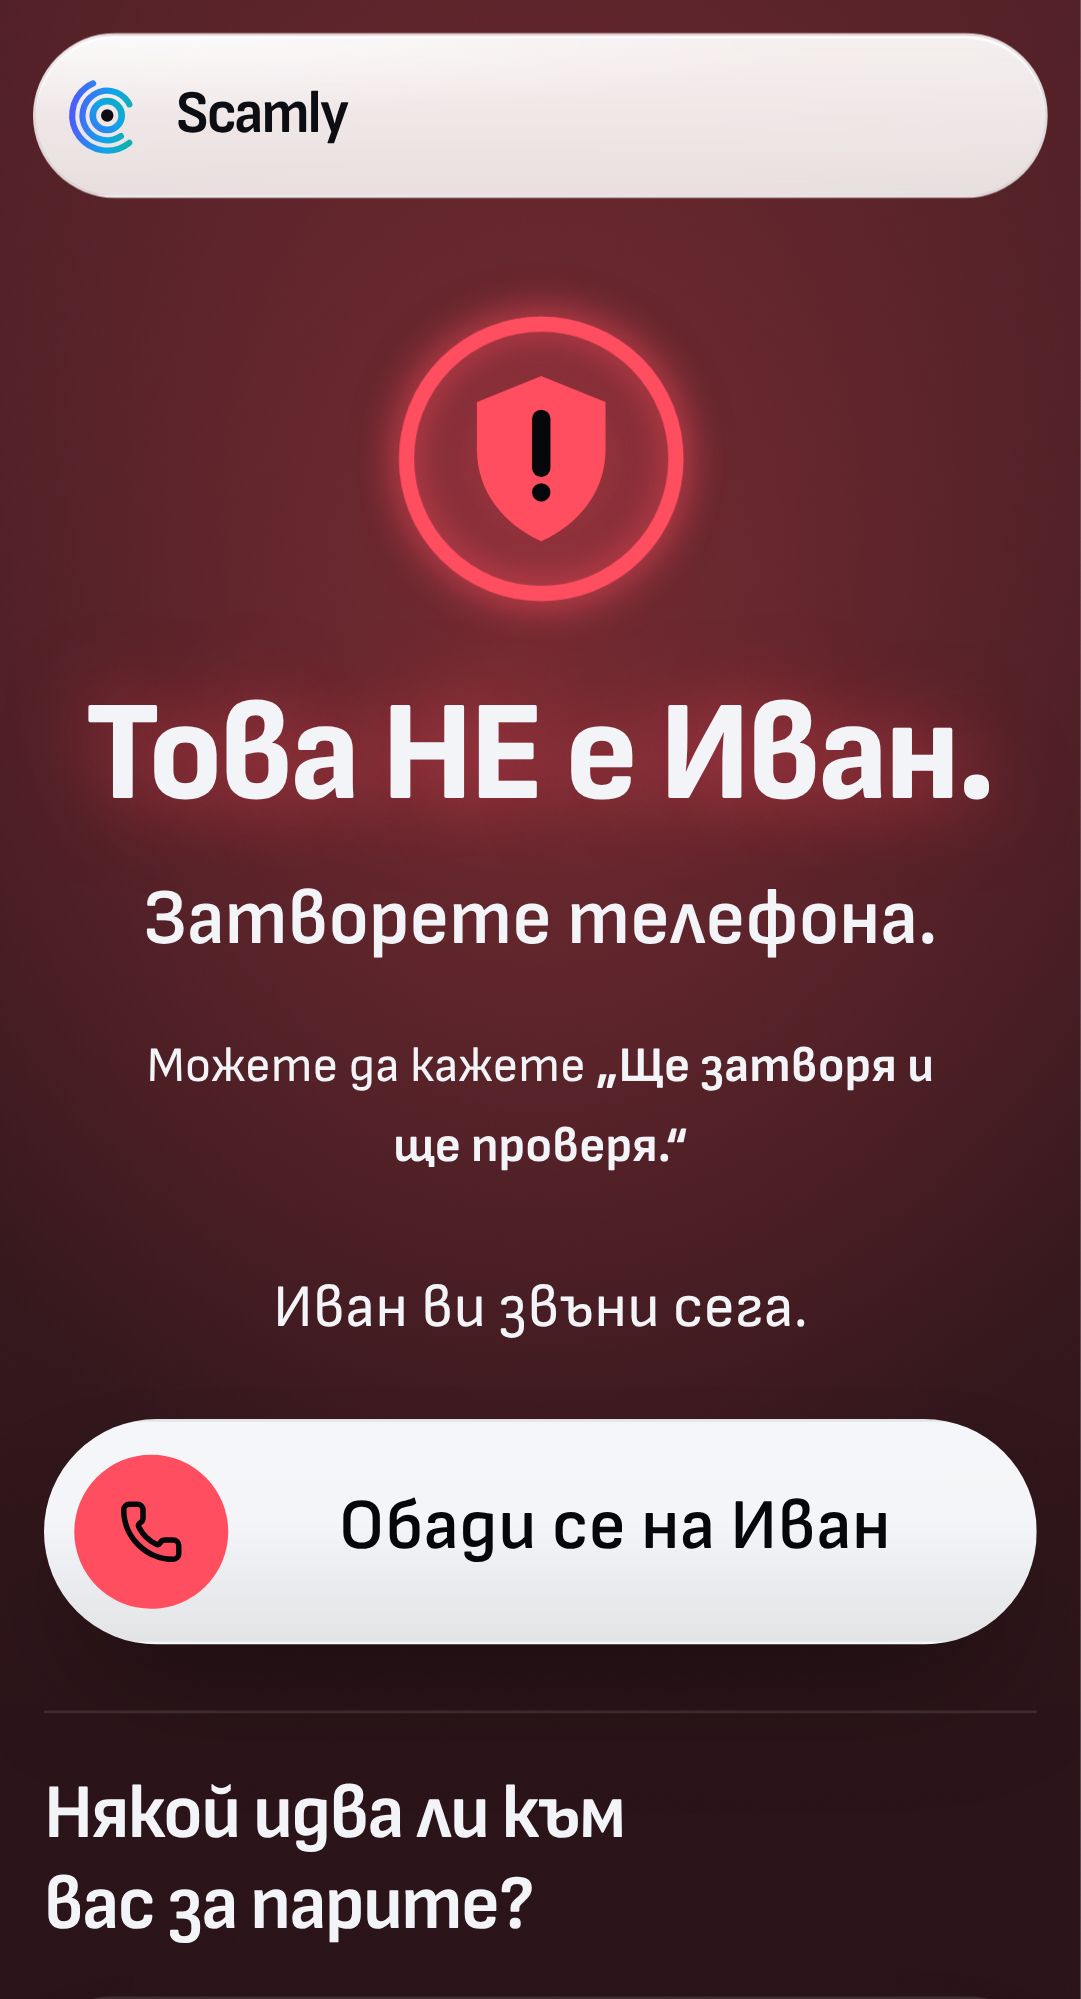 Scamly
Това НЕ е Иван.
Затворете телефона.
Можете да кажете „Ще затворя и
ще проверя.“
Иван ви звъни сега.
Обади се на Иван
Някой идва ли към
вас за парите?